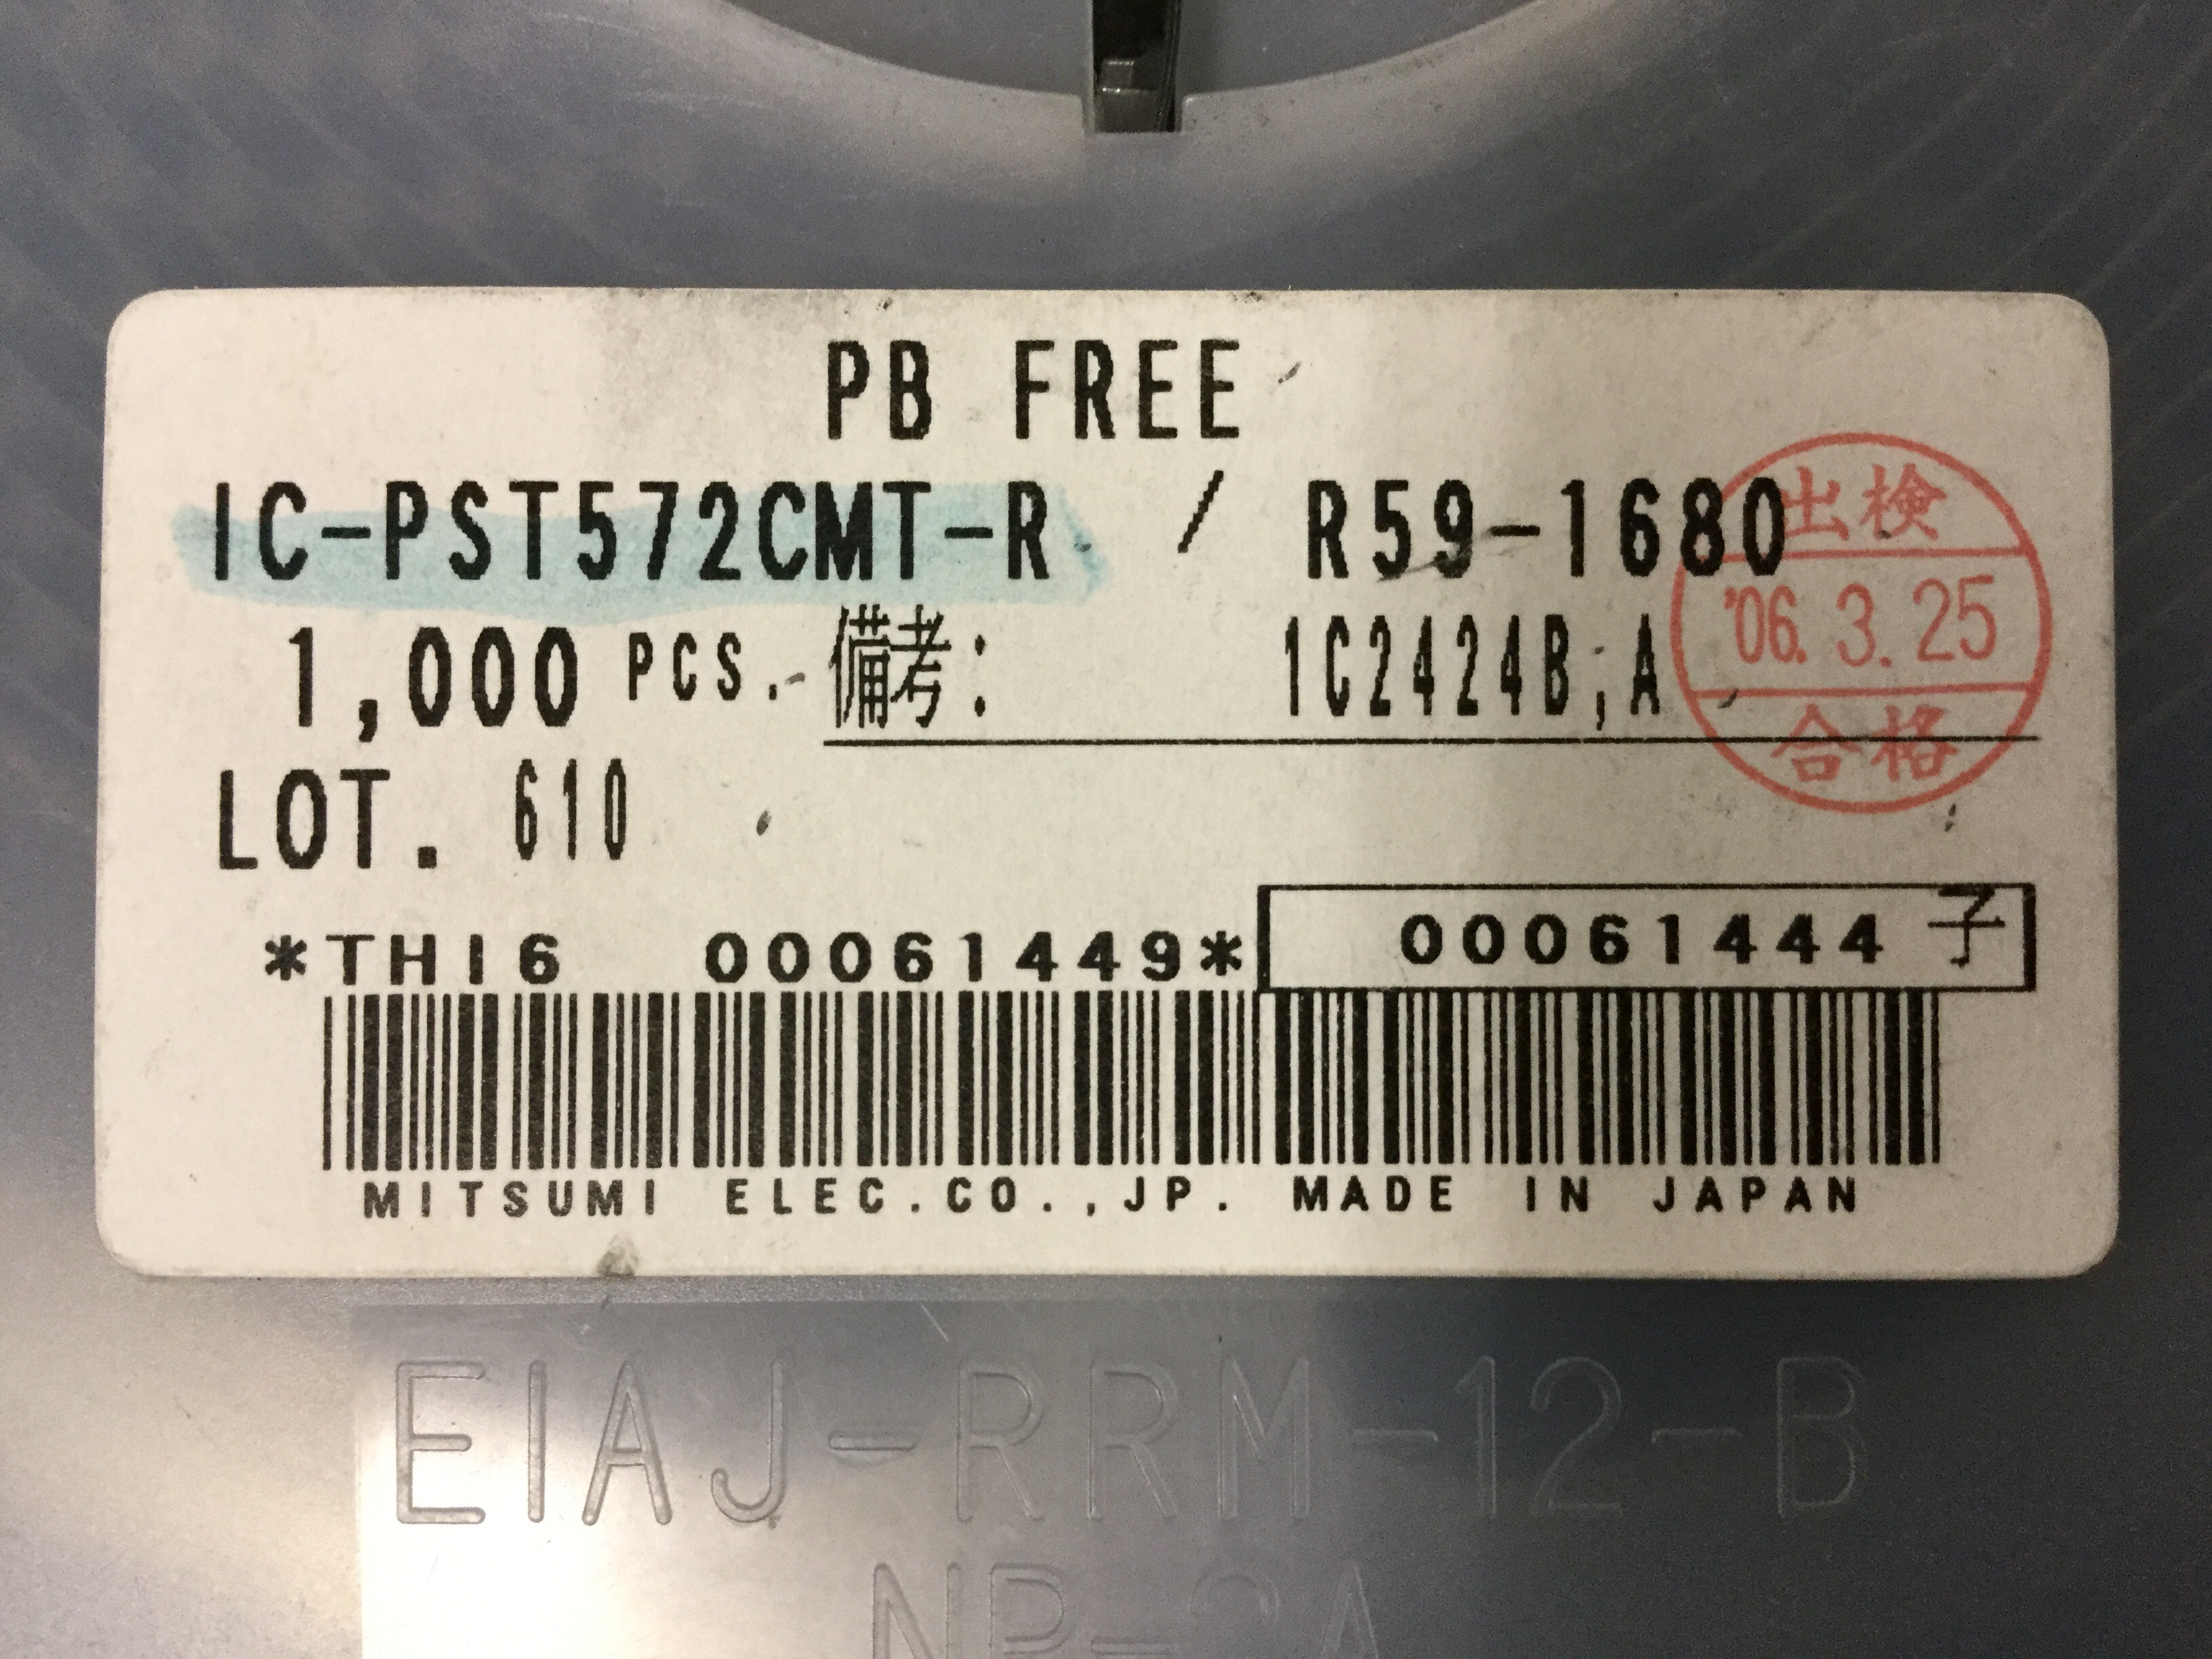 PB FREE
IC-PST572CMT-R / R59-1680
出検
'06. 3. 25
合格
1,000 PCS. 備考: 1C2424B;A
LOT. 610
*THI6 00061449* 00061444 子
MITSUMI ELEC.CO.,JP. MADE IN JAPAN
EIAJ-RRM-12-B